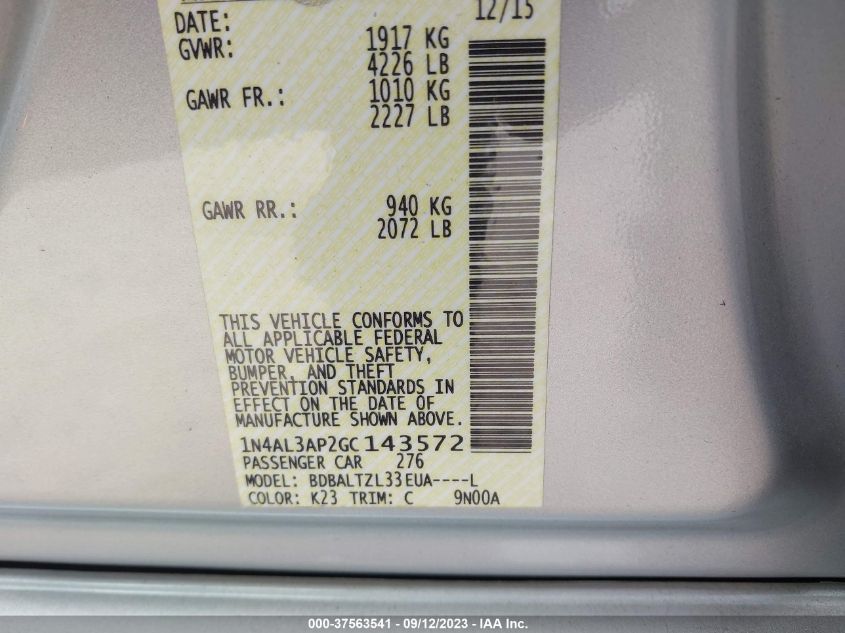 12/15
DATE:
GVWR: 1917 KG
4226 LB
GAWR FR.: 1010 KG
2227 LB
GAWR RR.: 940 KG
2072 LB
THIS VEHICLE CONFORMS TO
ALL APPLICABLE FEDERAL
MOTOR VEHICLE SAFETY,
BUMPER, AND THEFT
PREVENTION STANDARDS IN
EFFECT ON THE DATE OF
MANUFACTURE SHOWN ABOVE.
1N4AL3AP2GC143572
PASSENGER CAR 276
MODEL: BDBALTZL33EUA----L
COLOR: K23 TRIM: C 9N00A
000-37563541 - 09/12/2023 - IAA Inc.